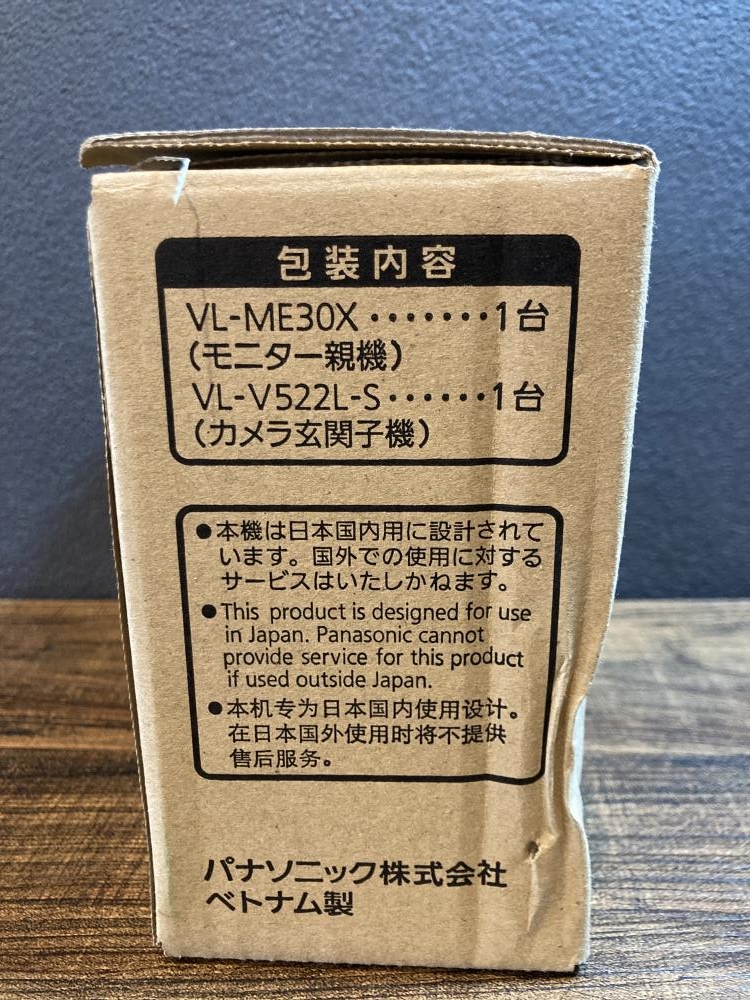 包装内容
VL-ME30X・・・・・・・1台
(モニター親機)
VL-V522L-S・・・・・・1台
(カメラ玄関子機)
●本機は日本国内用に設計されて
います。国外での使用に対する
サービスはいたしかねます。
●This product is designed for use
in Japan. Panasonic cannot
provide service for this product
if used outside Japan.
●本机专为日本国内使用设计。
在日本国外使用时将不提供
售后服务。
パナソニック株式会社
ベトナム製